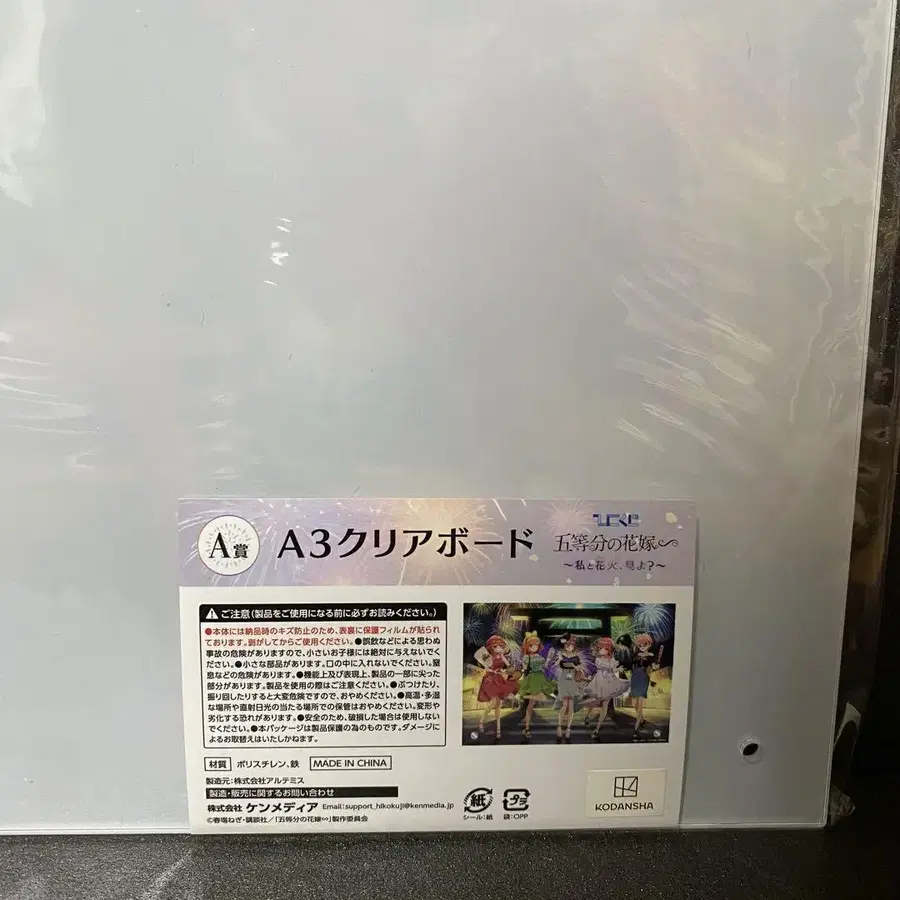 A賞
A3クリアボード
ひこくじ
五等分の花嫁∽
～私と花火、見よ?～
ご注意(製品をご使用になる前に必ずお読みください。)
●本体には納品時のキズ防止のため、表裏に保護フィルムが貼られ
ております。剥がしてからご使用ください。●誤飲などによる思わぬ
事故の危険がありますので、小さいお子様には絶対に与えないでく
ださい。●小さな部品があります。口の中に入れないでください。窒
息などの危険があります。●機能上及び表現上、製品の一部に尖った
部分があります。製品を使用の際はご注意ください。●ぶつけたり、
振り回したりすると大変危険ですので、おやめください。●高温・多湿
な場所や直射日光の当たる場所での保管はおやめください。変形や
劣化する恐れがあります。●安全のため、破損した場合は使用しない
でください。●本パッケージは製品保護の為のものです。ダメージに
よるお取替えはいたしかねます。
材質 ポリスチレン、鉄 MADE IN CHINA
製造元:株式会社アルテミス
製造・販売に関するお問い合わせ
株式会社 ケンメディア Email:support_hikokuji@kenmedia.jp
©春場ねぎ・講談社／「五等分の花嫁∽」製作委員会
紙
シール:紙
プラ
袋:OPP
KODANSHA